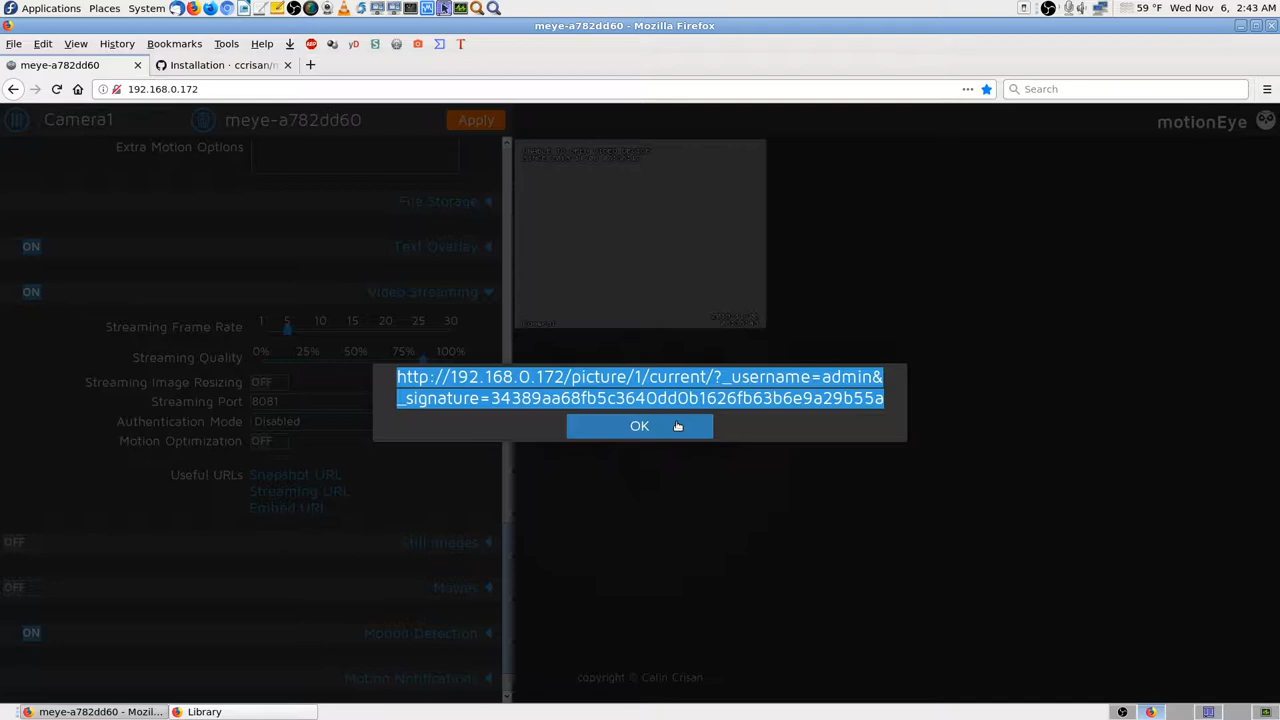 Applications Places System 59 °F Wed Nov 6, 2:43 AM
meye-a782dd60 - Mozilla Firefox
File Edit View History Bookmarks Tools Help
meye-a782dd60 Installation · ccrisan/m
192.168.0.172 Search
Camera1 meye-a782dd60 Apply motionEye
Extra Motion Options
File Storage
ON Text Overlay
ON Video Streaming
Streaming Frame Rate 1 5 10 15 20 25 30
Streaming Quality 0% 25% 50% 75% 100%
Streaming Image Resizing OFF
Streaming Port 8081
Authentication Mode Disabled
Motion Optimization OFF
Useful URLs Snapshot URL
Streaming URL
Embed URL
http://192.168.0.172/picture/1/current/?_username=admin&
_signature=34389aa68fb5c3640dd0b1626fb63b6e9a29b55a
OK
OFF Still Images
OFF Movies
ON Motion Detection
Motion Notifications
copyright © Calin Crisan
meye-a782dd60 - Mozil... Library